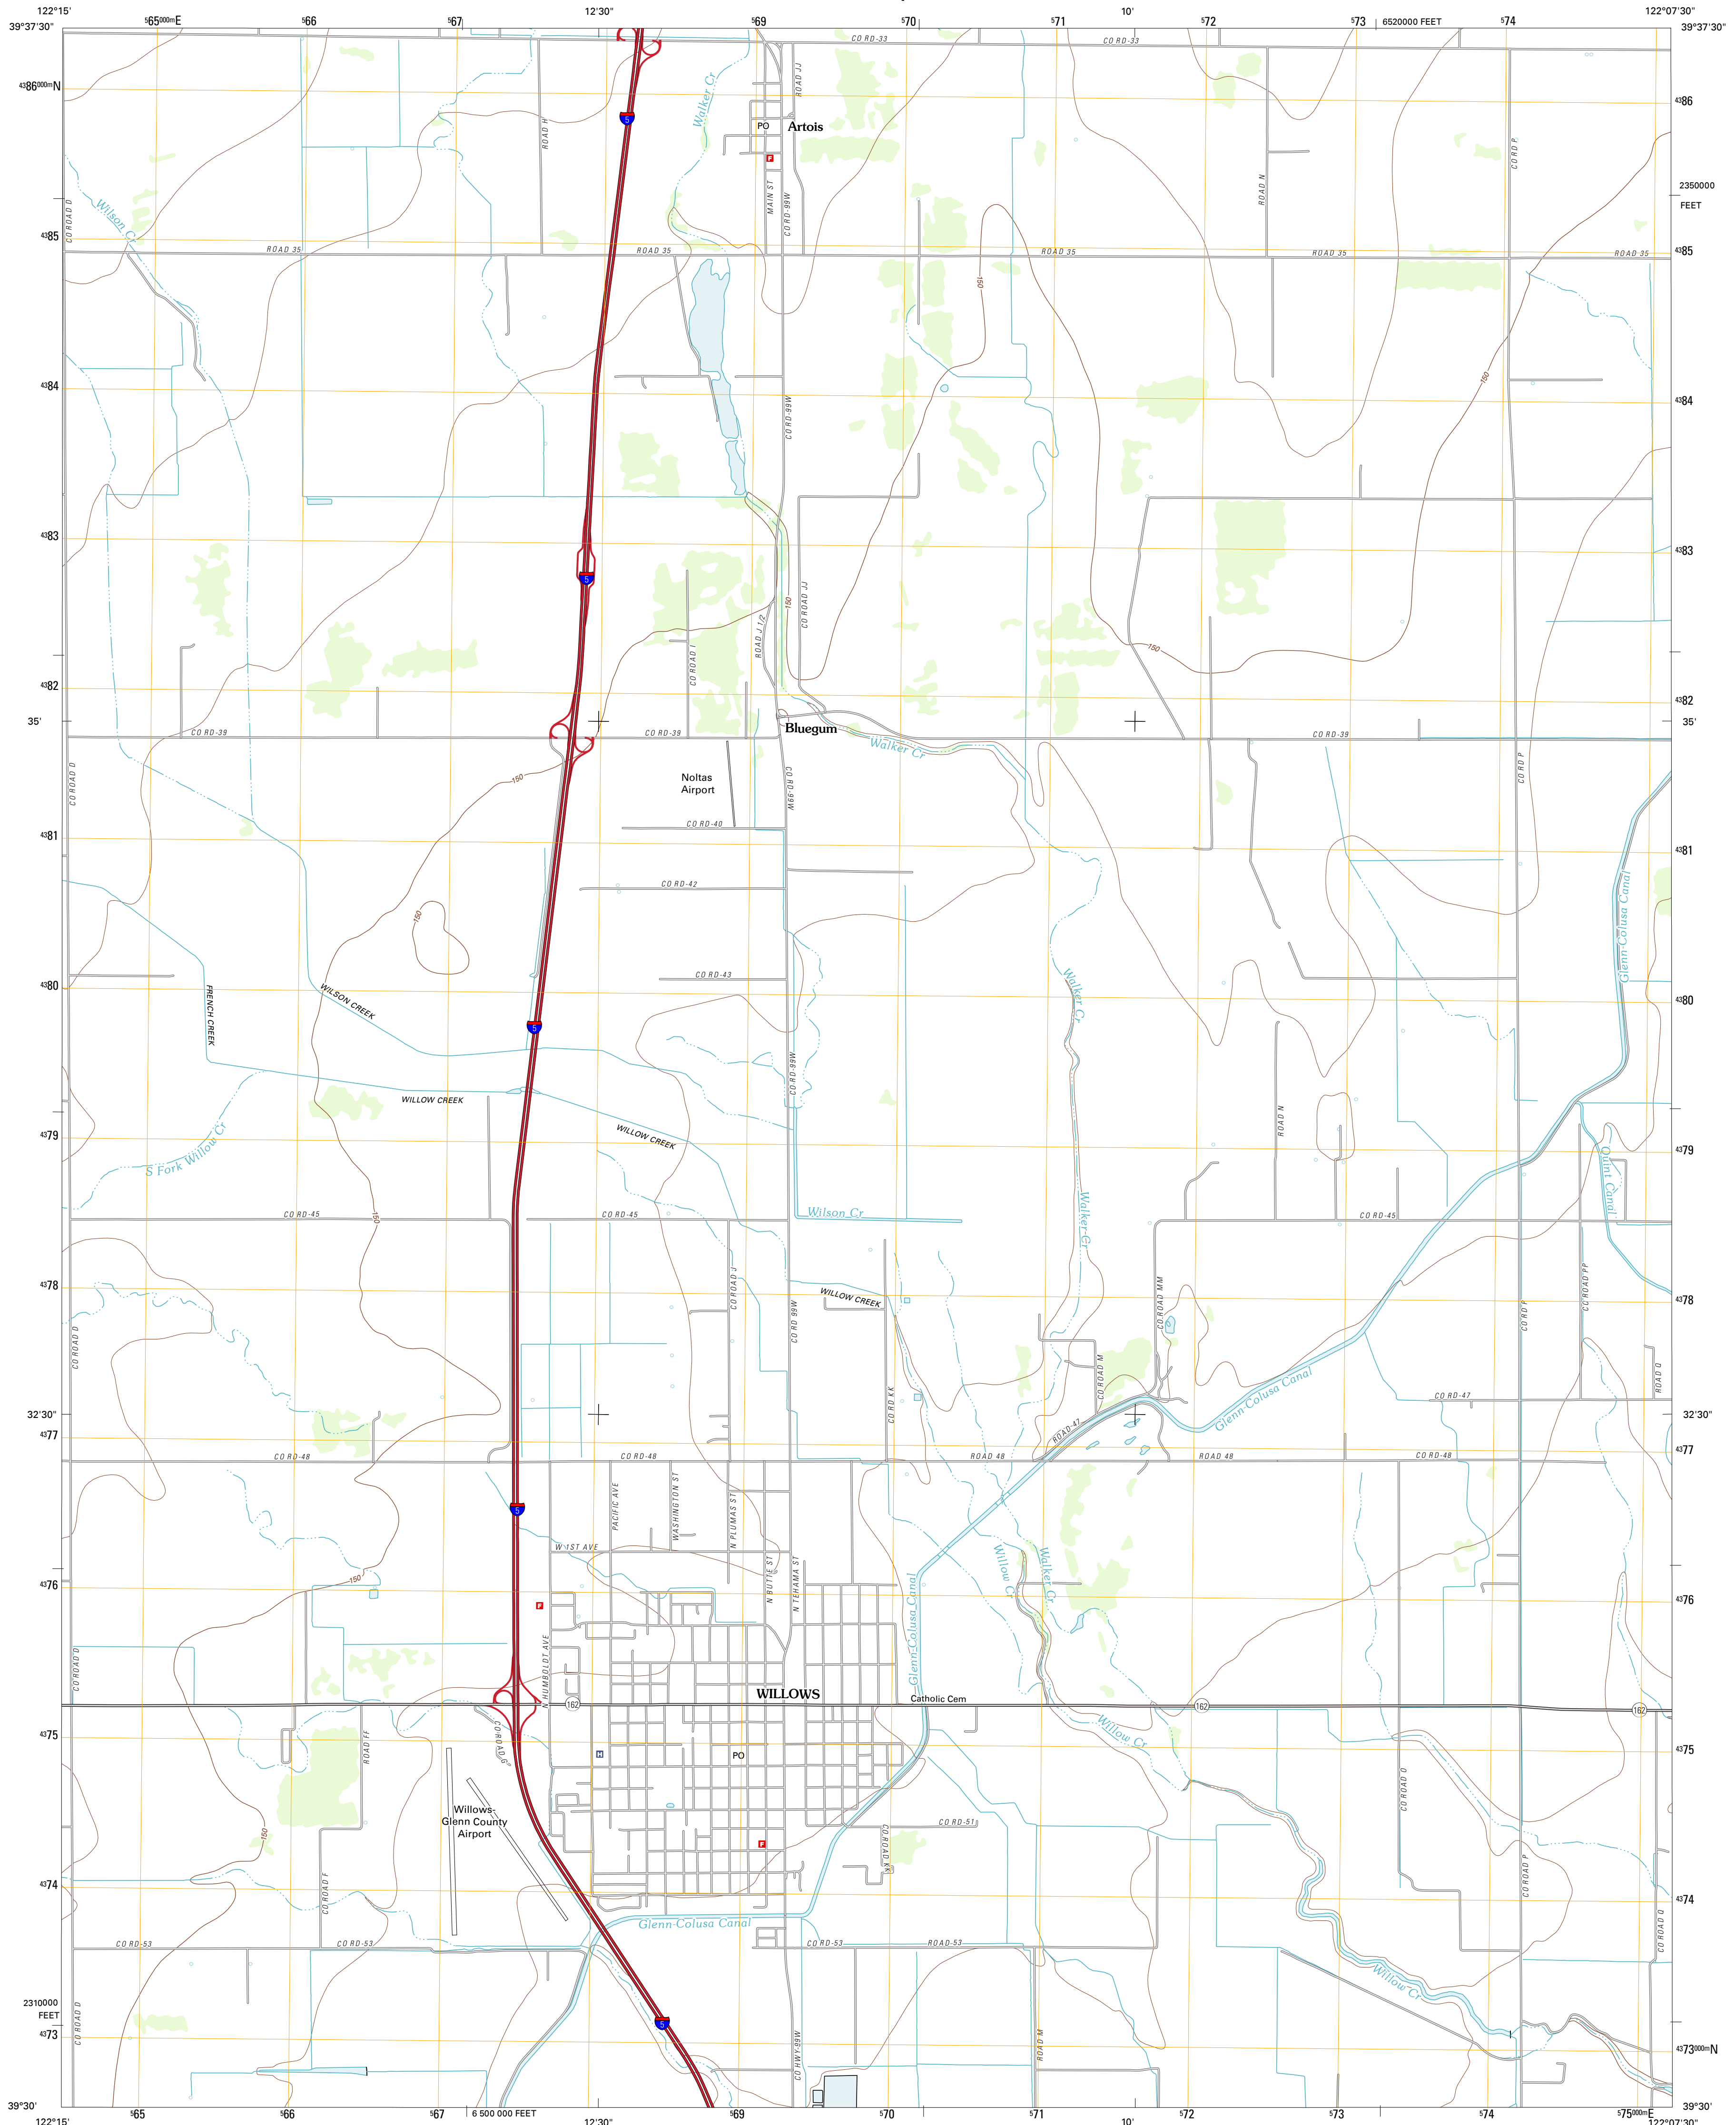 122°15'
⁵65⁰⁰⁰ᵐE
⁵66
⁵67
12'30"
⁵69
⁵70
⁵71
10'
⁵72
⁵73
6520000 FEET
⁵74
122°07'30"
39°37'30"
39°37'30"
CO RD-33
CO RD-33
⁴³86⁰⁰⁰ᵐN
⁴³86
Walker Cr
ROAD JJ
ROAD H
5
PO
Artois
F
CO RD P
ROAD N
MAIN ST
CO RD-99W
2350000
FEET
CO ROAD D
Wilson Cr
⁴³85
⁴³85
ROAD 35
ROAD 35
ROAD 35
ROAD 35
ROAD 35
150
150
⁴³84
⁴³84
CO RD-99W
⁴³83
⁴³83
5
150
CO ROAD JJ
ROAD J 1/2
CO ROAD I
150
⁴³82
⁴³82
35'
35'
CO RD-39
CO RD-39
Bluegum
Walker Cr
CO RD-39
CO ROAD D
150
Noltas
Airport
CO RD-99W
CO RD P
CO RD-40
⁴³81
⁴³81
CO RD-42
150
Glenn-Colusa Canal
CO RD-43
Walker Cr
⁴³80
⁴³80
FRENCH CREEK
WILSON CREEK
5
CO RD-99W
WILLOW CREEK
WILLOW CREEK
ROAD N
⁴³79
⁴³79
S Fork Willow Cr
Quint Canal
150
CO RD-45
CO RD-45
Wilson Cr
Walker Cr
CO RD-45
⁴³78
⁴³78
CO ROAD J
WILLOW CREEK
CO RD 99W
CO ROAD MM
CO ROAD PP
CO RD P
CO ROAD D
CO ROAD M
ROAD Q
CO RD KK
Glenn-Colusa Canal
CO RD-47
32'30"
32'30"
ROAD-47
⁴³77
⁴³77
CO RD-48
CO RD-48
ROAD 48
ROAD 48
CO RD-48
5
PACIFIC AVE
WASHINGTON ST
N PLUMAS ST
W 1ST AVE
N BUTTE ST
N TEHAMA ST
Willow Cr
Walker Cr
Glenn-Colusa Canal
150
⁴³76
⁴³76
F
N HUMBOLDT AVE
CO ROAD D
WILLOWS
Catholic Cem
162
162
162
⁴³75
⁴³75
ROAD FF
CO ROAD G
H
PO
Willow Cr
CO ROAD O
Willows-
Glenn County
Airport
150
F
CO RD-51
CO ROAD KK
⁴³74
⁴³74
CO ROAD F
CO ROAD P
Glenn-Colusa Canal
CO ROAD Q
CO RD-53
CO RD-53
CO RD-53
ROAD-53
Willow Cr
2310000
FEET
CO ROAD D
5
⁴³73
⁴³73⁰⁰⁰ᵐN
CO HWY-99W
ROAD M
39°30'
39°30'
122°15'
⁵65
⁵66
⁵67
6 500 000 FEET
12'30"
⁵69
⁵70
⁵71
10'
⁵72
⁵73
⁵74
⁵75⁰⁰⁰ᵐE
122°07'30"